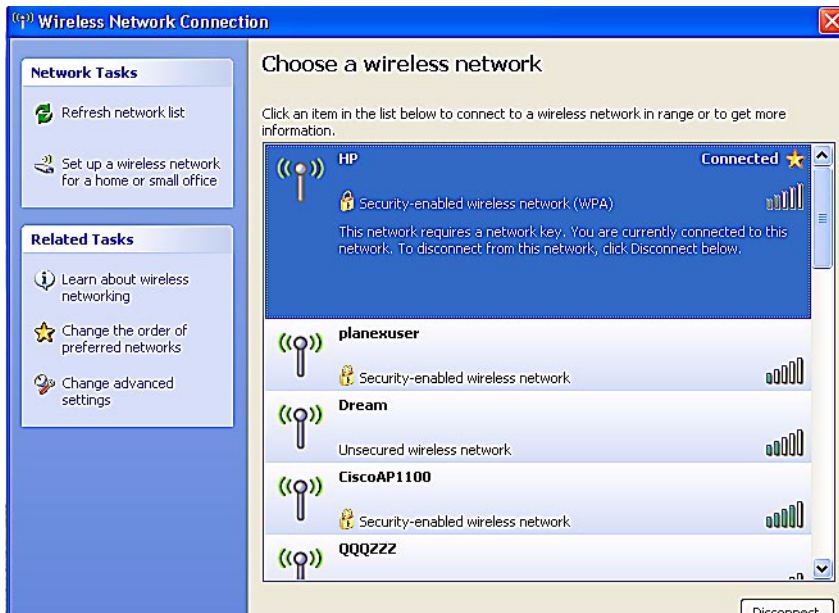 Wireless Network Connection
Network Tasks
Refresh network list
Set up a wireless network
for a home or small office
Related Tasks
Learn about wireless
networking
Change the order of
preferred networks
Change advanced
settings
Choose a wireless network
Click an item in the list below to connect to a wireless network in range or to get more
information.
HP
Connected
Security-enabled wireless network (WPA)
This network requires a network key. You are currently connected to this
network. To disconnect from this network, click Disconnect below.
planexuser
Security-enabled wireless network
Dream
Unsecured wireless network
CiscoAP1100
Security-enabled wireless network
QQQZZZ
Disconnect